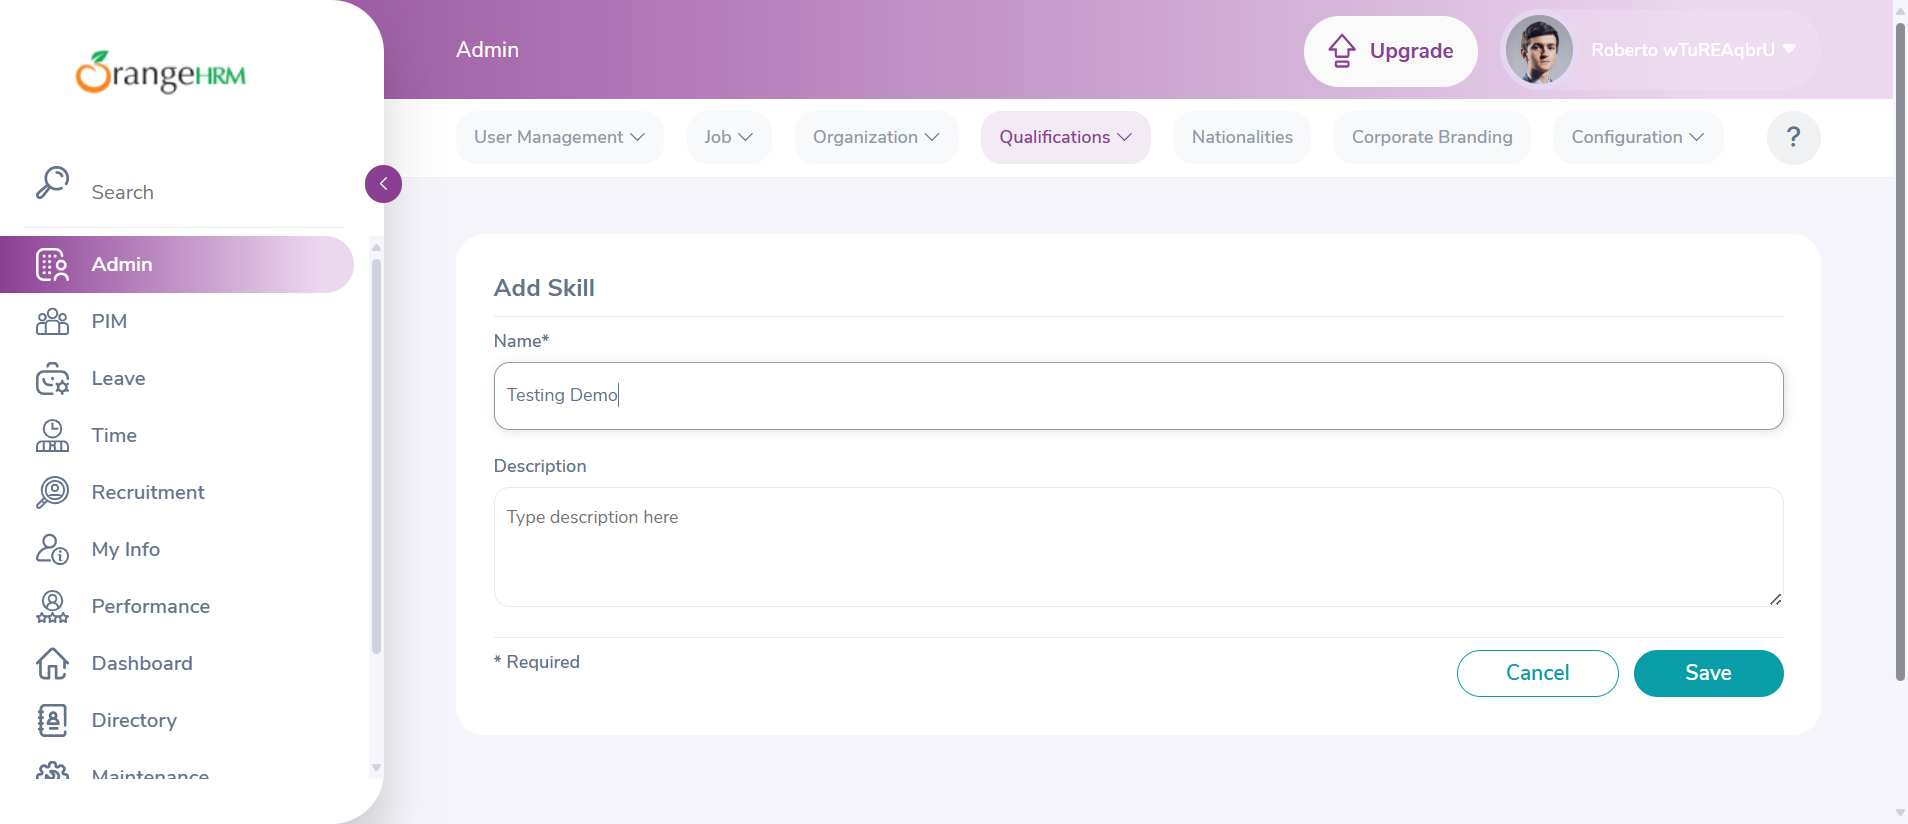 OrangeHRM
Admin
Upgrade
Roberto wTuREAqbrU
User Management
Job
Organization
Qualifications
Nationalities
Corporate Branding
Configuration
?
Search
Admin
PIM
Leave
Time
Recruitment
My Info
Performance
Dashboard
Directory
Maintenance
Add Skill
Name*
Testing Demo
Description
Type description here
* Required
Cancel
Save